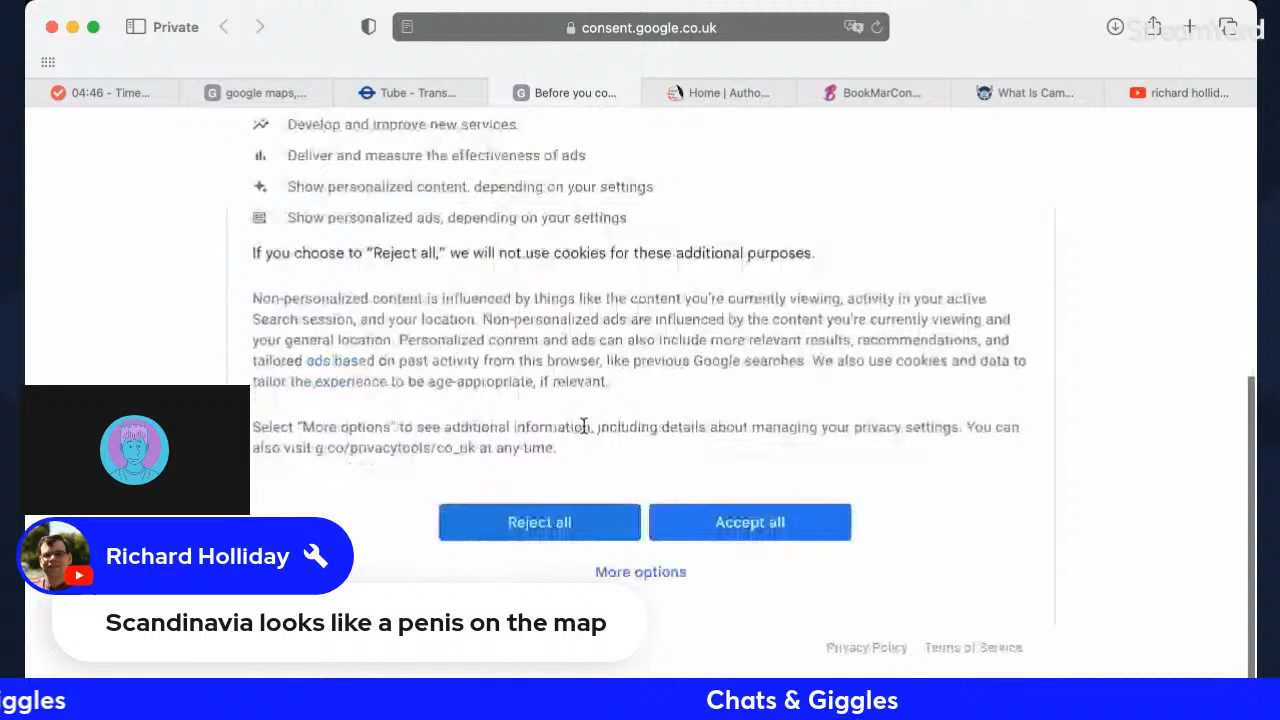 Private
consent.google.co.uk
StreamYard
04:46 - Time...
google maps,...
Tube - Trans...
Before you co...
Home | Autho...
BookMarCon...
What Is Cam...
richard hollid...
Develop and improve new services
Deliver and measure the effectiveness of ads
Show personalized content, depending on your settings
Show personalized ads, depending on your settings
If you choose to “Reject all,” we will not use cookies for these additional purposes.
Non-personalized content is influenced by things like the content you’re currently viewing, activity in your active
Search session, and your location. Non-personalized ads are influenced by the content you’re currently viewing and
your general location. Personalized content and ads can also include more relevant results, recommendations, and
tailored ads based on past activity from this browser, like previous Google searches. We also use cookies and data to
tailor the experience to be age-appropriate, if relevant.
Select “More options” to see additional information, including details about managing your privacy settings. You can
also visit g.co/privacytools/co_uk at any time.
Reject all
Accept all
More options
Richard Holliday
Scandinavia looks like a penis on the map
Privacy Policy
Terms of Service
iggles
Chats & Giggles